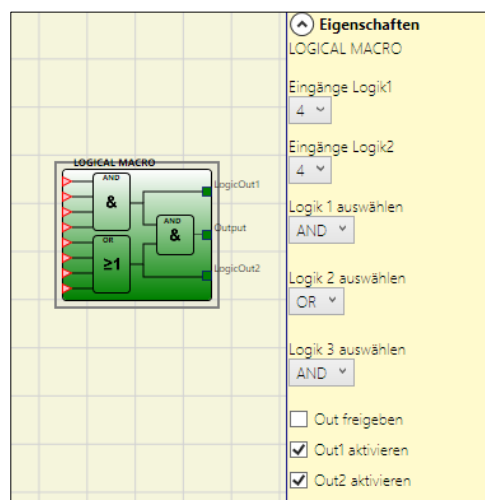 LOGICAL MACRO
AND
&
OR
≥1
AND
&
LogicOut1
Output
LogicOut2
Eigenschaften
LOGICAL MACRO
Eingänge Logik1
4
Eingänge Logik2
4
Logik 1 auswählen
AND
Logik 2 auswählen
OR
Logik 3 auswählen
AND
Out freigeben
Out1 aktivieren
Out2 aktivieren